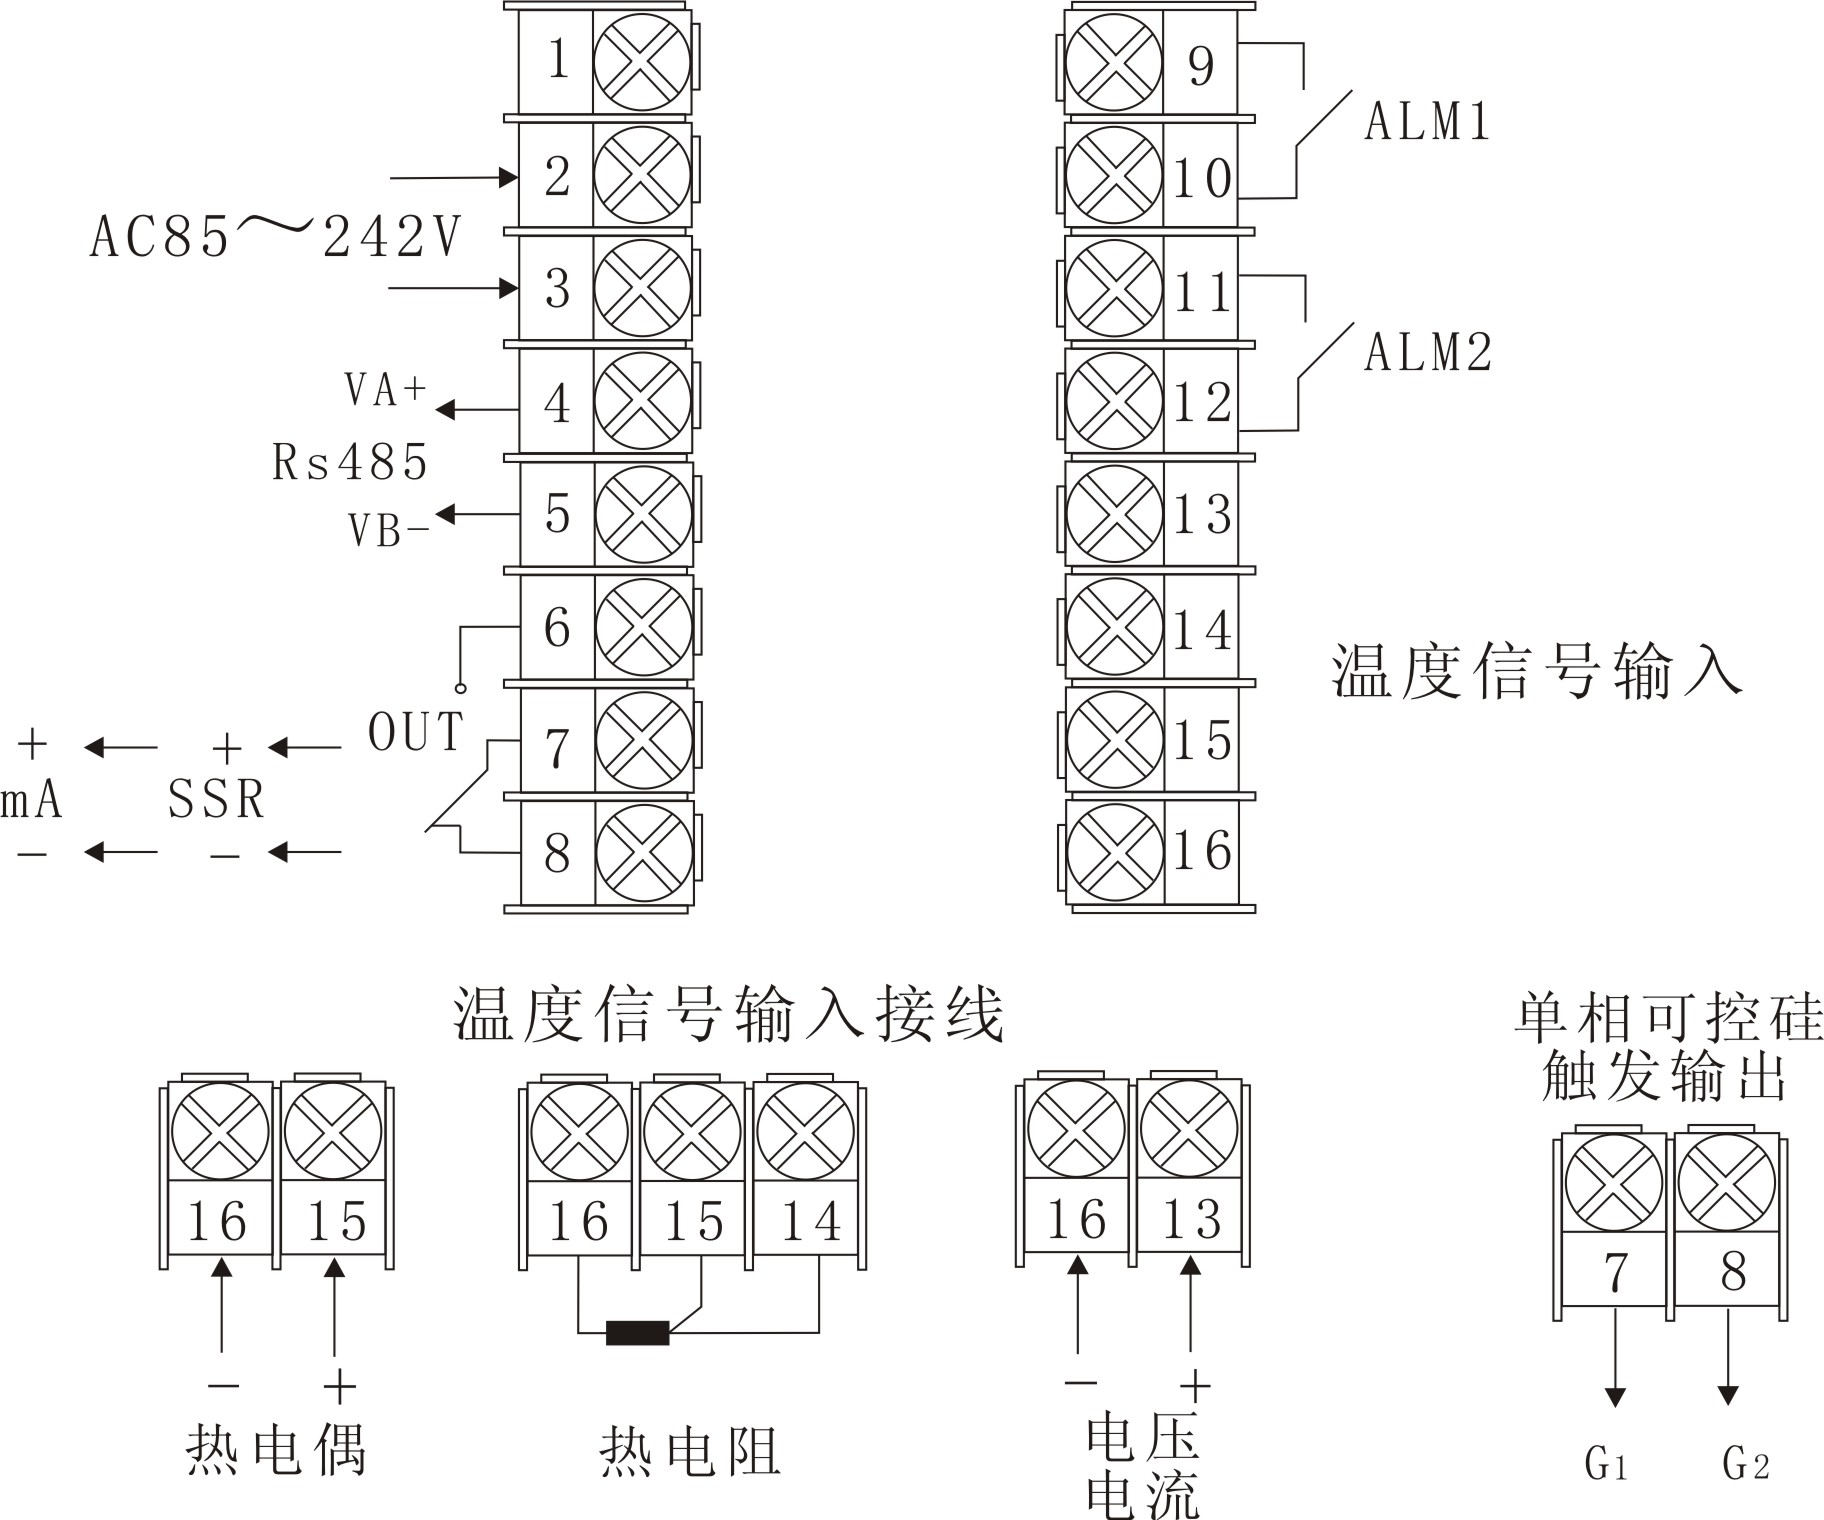 1
2
3
4
5
6
7
8
AC85～242V
VA+
Rs485
VB-
OUT
+ +
mA SSR
− −
9
10
11
12
13
14
15
16
ALM1
ALM2
温度信号输入
温度信号输入接线
16 15
− +
热电偶
16 15 14
热电阻
16 13
− +
电压
电流
单相可控硅
触发输出
7 8
G1 G2